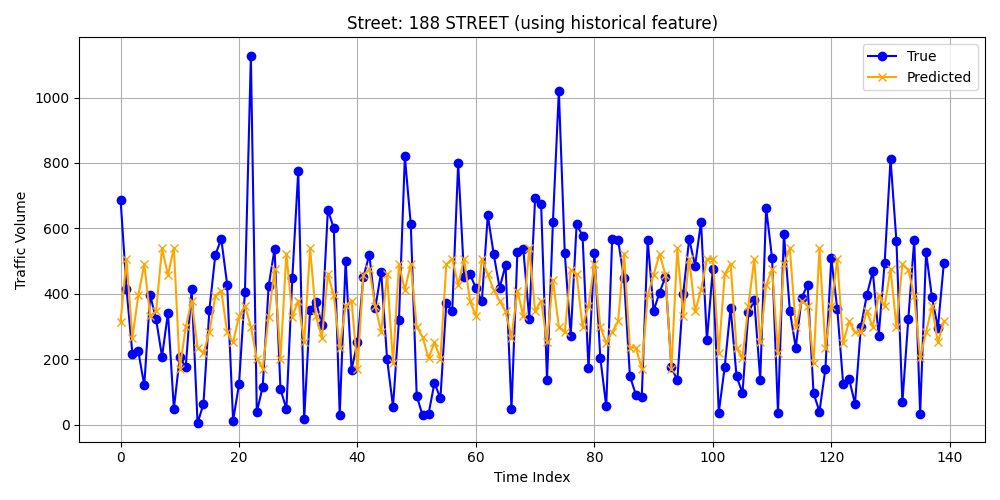 Street: 188 STREET (using historical feature)
True
Predicted
Traffic Volume
1000
800
600
400
200
0
0 20 40 60 80 100 120 140
Time Index